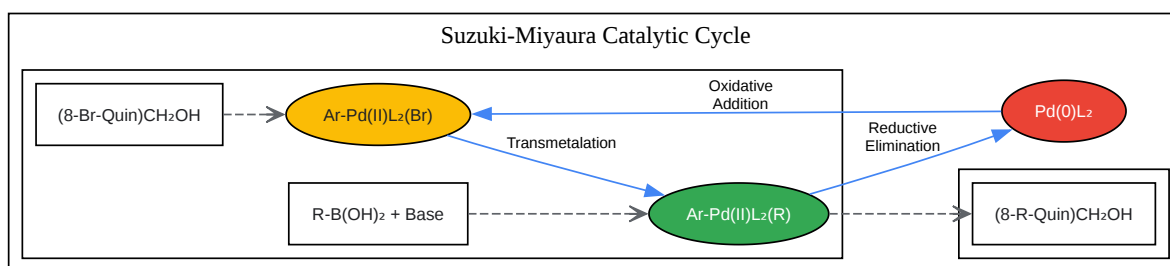 Suzuki-Miyaura Catalytic Cycle
(8-Br-Quin)CH₂OH
Ar-Pd(II)L₂(Br)
Oxidative
Addition
Pd(0)L₂
Transmetalation
Reductive
Elimination
R-B(OH)₂ + Base
Ar-Pd(II)L₂(R)
(8-R-Quin)CH₂OH